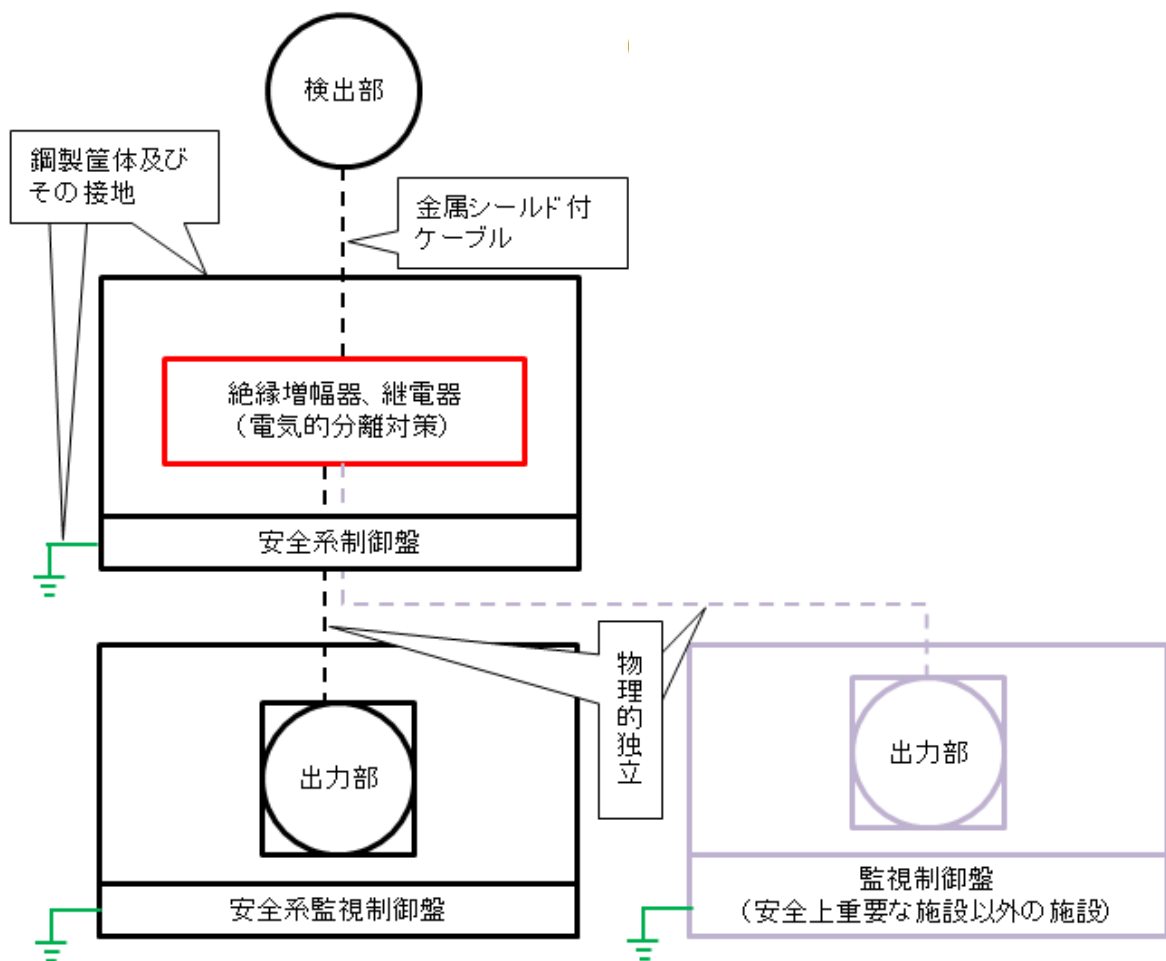 検出部
鋼製筐体及び
その接地
金属シールド付
ケーブル
絶縁増幅器、継電器
（電気的分離対策）
安全系制御盤
物理的独立
出力部
出力部
安全系監視制御盤
監視制御盤
（安全上重要な施設以外の施設）